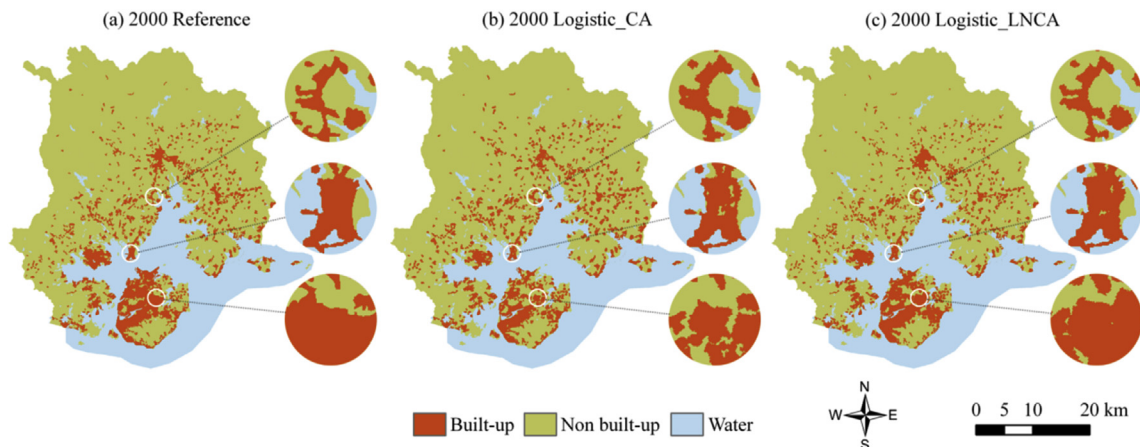 (a) 2000 Reference
(b) 2000 Logistic_CA
(c) 2000 Logistic_LNCA
Built-up
Non built-up
Water
N
W E
S
0 5 10 20 km